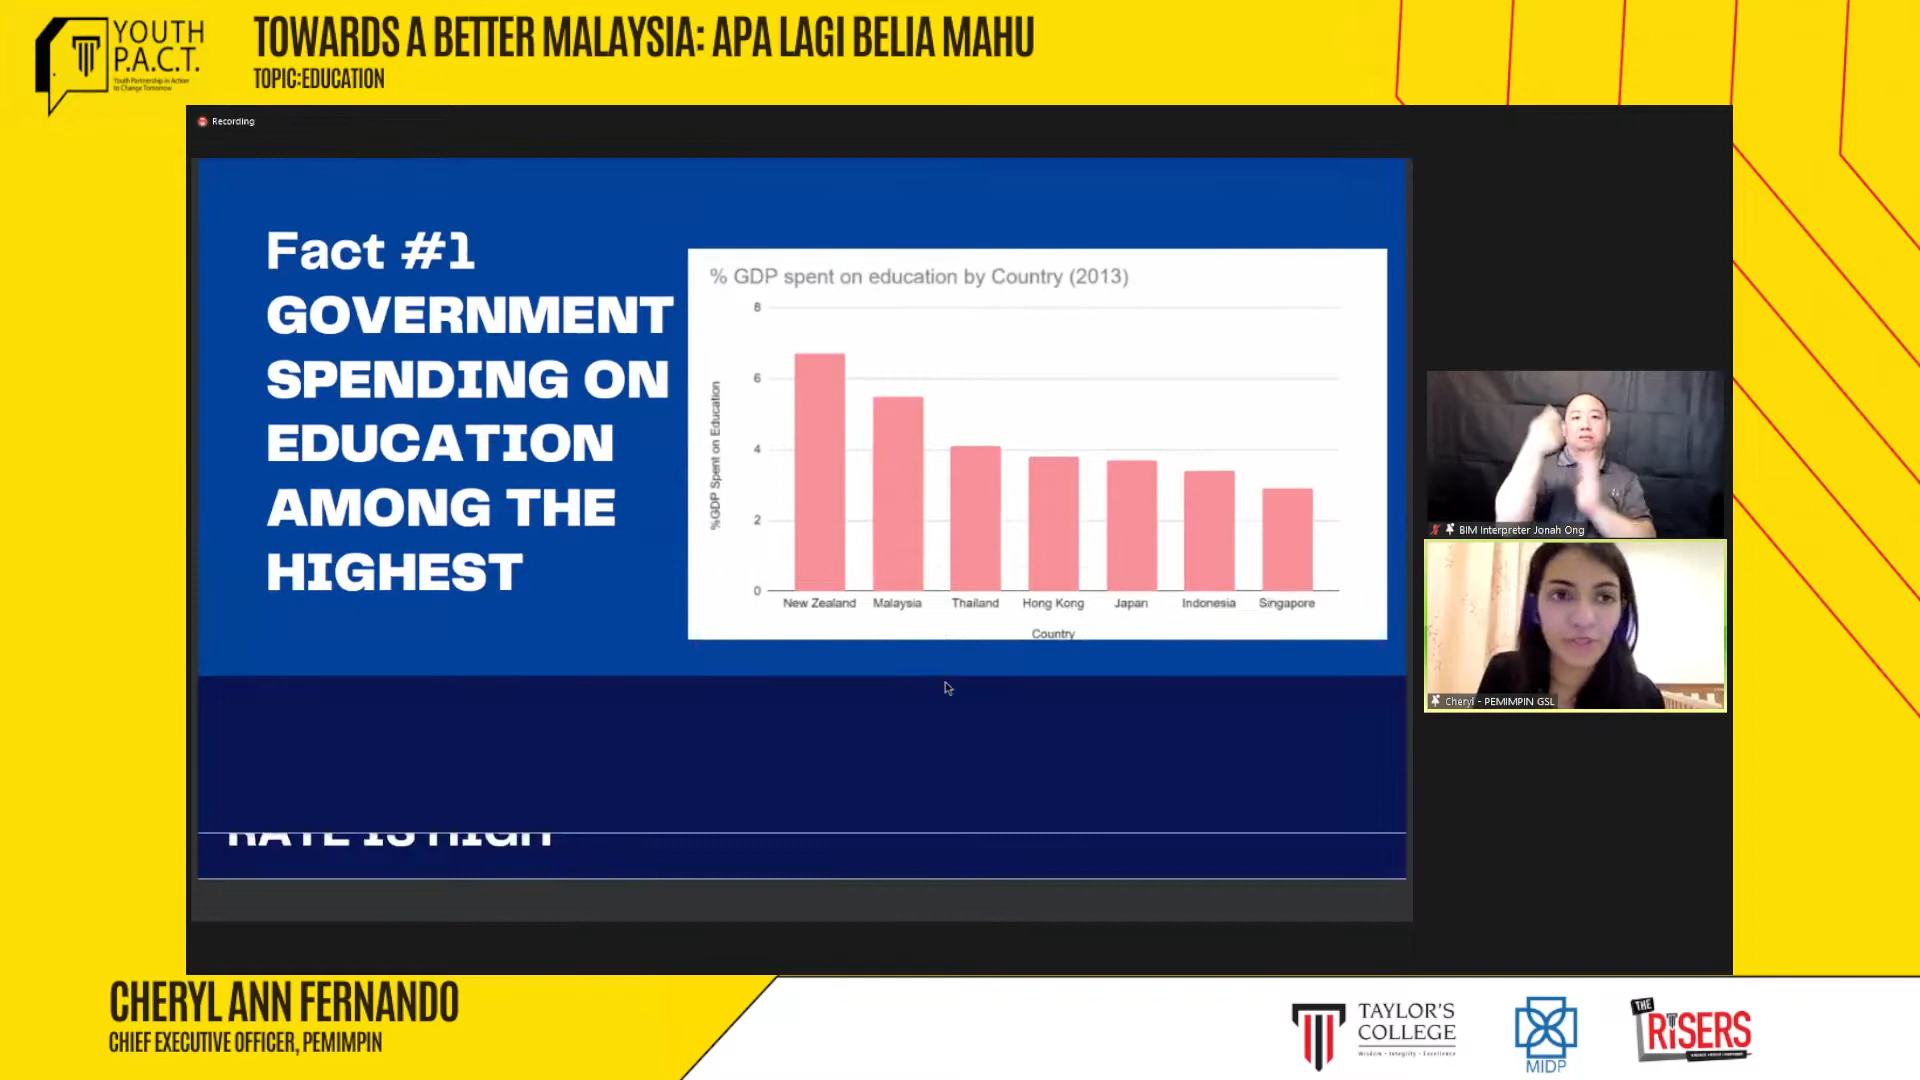 YOUTH
P.A.C.T.
Youth Partnership in Action
to Change Tomorrow
TOWARDS A BETTER MALAYSIA: APA LAGI BELIA MAHU
TOPIC:EDUCATION
Recording
Fact #1
GOVERNMENT
SPENDING ON
EDUCATION
AMONG THE
HIGHEST
% GDP spent on education by Country (2013)
%GDP Spent on Education
8
6
4
2
0
New Zealand Malaysia Thailand Hong Kong Japan Indonesia Singapore
Country
RATE IS HIGH
BIM Interpreter Jonah Ong
Cheryl - PEMIMPIN GSL
CHERYL ANN FERNANDO
CHIEF EXECUTIVE OFFICER, PEMIMPIN
TAYLOR'S
COLLEGE
Wisdom · Integrity · Excellence
MIDP
THE
RISERS